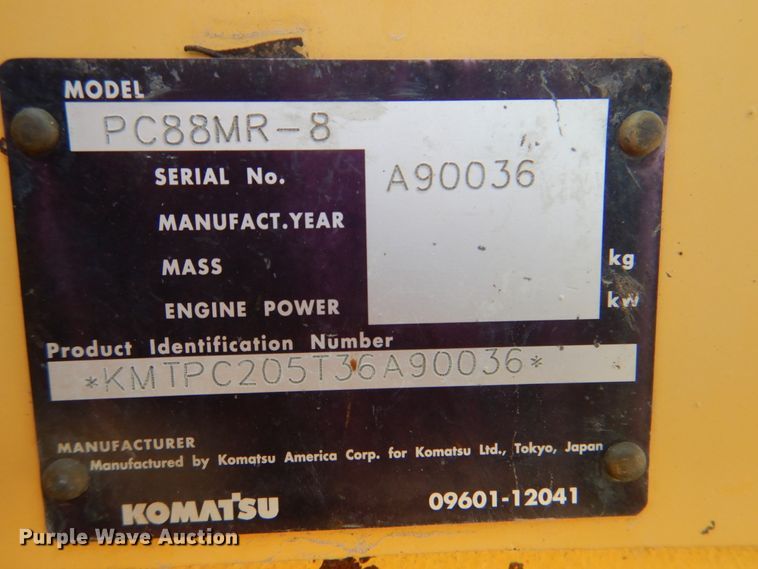 MODEL
PC88MR-8
SERIAL No. A90036
MANUFACT.YEAR
MASS kg
ENGINE POWER kw
Product Identification Number
*KMTPC205T36A90036*
MANUFACTURER
Manufactured by Komatsu America Corp. for Komatsu Ltd., Tokyo, Japan
KOMATSU 09601-12041
Purple Wave Auction